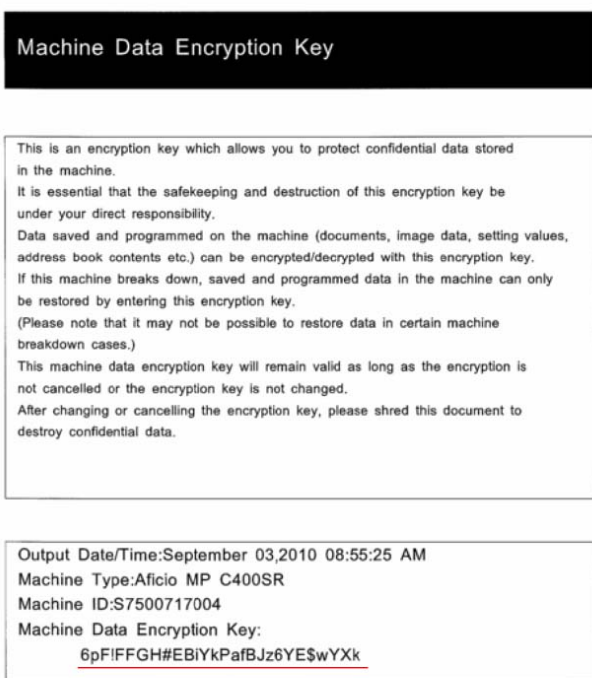 Machine Data Encryption Key
This is an encryption key which allows you to protect confidential data stored
in the machine.
It is essential that the safekeeping and destruction of this encryption key be
under your direct responsibility.
Data saved and programmed on the machine (documents, image data, setting values,
address book contents etc.) can be encrypted/decrypted with this encryption key.
If this machine breaks down, saved and programmed data in the machine can only
be restored by entering this encryption key.
(Please note that it may not be possible to restore data in certain machine
breakdown cases.)
This machine data encryption key will remain valid as long as the encryption is
not cancelled or the encryption key is not changed.
After changing or cancelling the encryption key, please shred this document to
destroy confidential data.
Output Date/Time:September 03,2010 08:55:25 AM
Machine Type:Aficio MP C400SR
Machine ID:S7500717004
Machine Data Encryption Key:
6pF!FFGH#EBiYkPafBJz6YE$wYXk